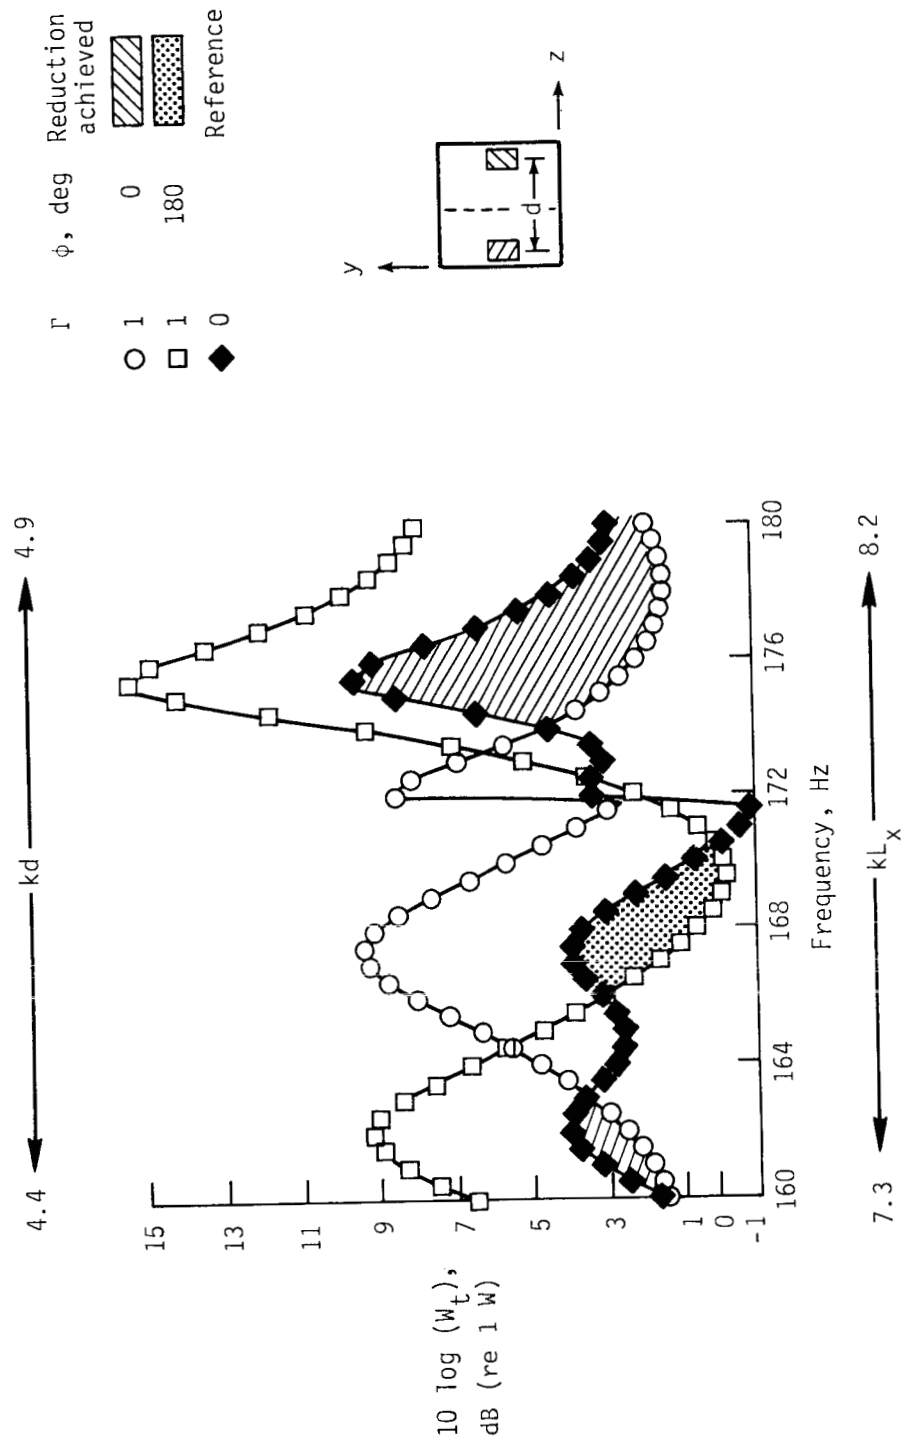 Γ ϕ, deg Reduction
achieved
1 0
1 180
0 Reference
y
z
d
4.4 kd 4.9
10 log (Wt),
dB (re 1 W)
15
13
11
9
7
5
3
1
0
-1
160 164 168 172 176 180
Frequency, Hz
7.3 kLx 8.2